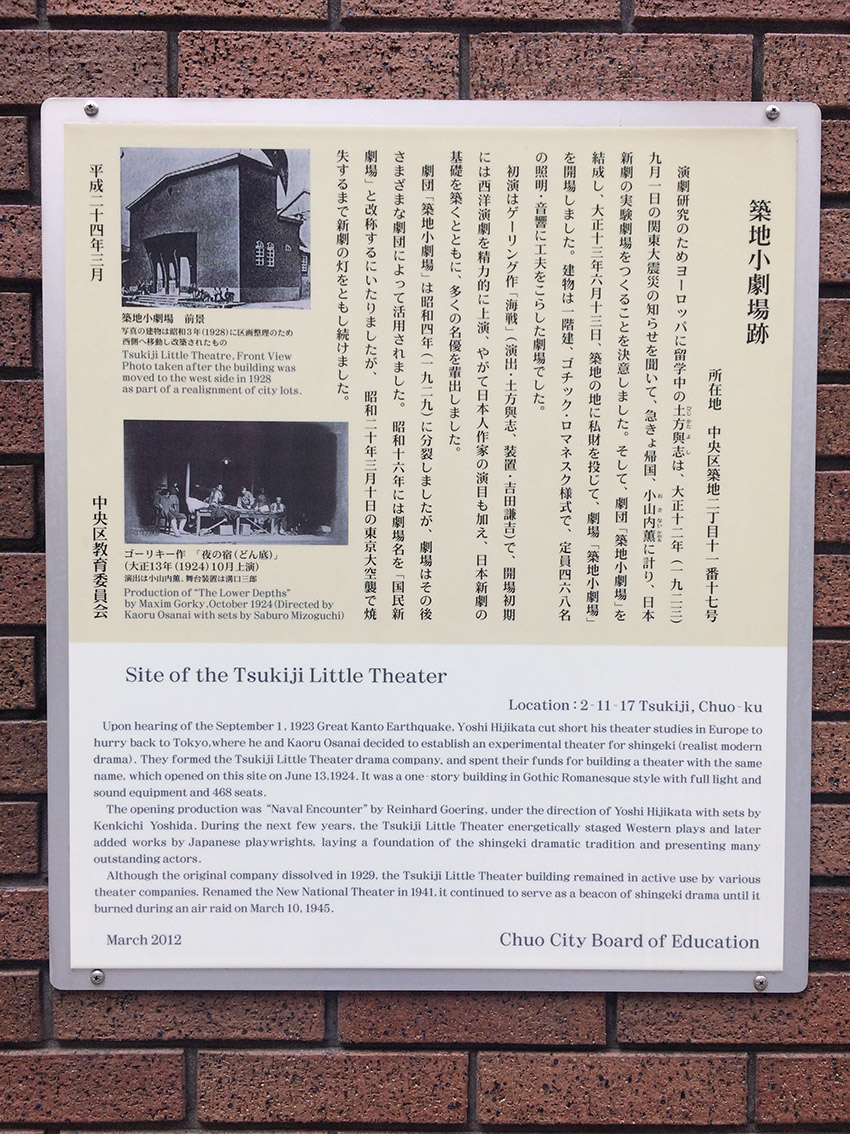 築地小劇場跡
所在地　中央区築地二丁目十一番十七号
演劇研究のためヨーロッパに留学中の土方與志は、大正十二年（一九二三）
九月一日の関東大震災の知らせを聞いて、急きょ帰国、小山内薫に計り、日本
新劇の実験劇場をつくることを決意しました。そして、劇団「築地小劇場」を
結成し、大正十三年六月十三日、築地の地に私財を投じて、劇場「築地小劇場」
を開場しました。建物は一階建、ゴチック・ロマネスク様式で、定員四六八名
の照明・音響に工夫をこらした劇場でした。
初演はゲーリング作「海戦」（演出・土方與志、装置・吉田謙吉）で、開場初期
には西洋演劇を精力的に上演、やがて日本人作家の演目も加え、日本新劇の
基礎を築くとともに、多くの名優を輩出しました。
劇団「築地小劇場」は昭和四年（一九二九）に分裂しましたが、劇場はその後
さまざまな劇団によって活用されました。昭和十六年には劇場名を「国民新
劇場」と改称するにいたりましたが、昭和二十年三月十日の東京大空襲で焼
失するまで新劇の灯をともし続けました。
築地小劇場　前景
写真の建物は昭和3年（1928）に区画整理のため
西側へ移動し改築されたもの
Tsukiji Little Theatre, Front View
Photo taken after the building was
moved to the west side in 1928
as part of a realignment of city lots.
ゴーリキー作　「夜の宿（どん底）」
（大正13年（1924）10月上演）
演出は小山内薫、舞台装置は溝口三郎
Production of "The Lower Depths"
by Maxim Gorky, October 1924 (Directed by
Kaoru Osanai with sets by Saburo Mizoguchi)
平成二十四年三月
中央区教育委員会
Site of the Tsukiji Little Theater
Location : 2-11-17 Tsukiji, Chuo-ku
Upon hearing of the September 1, 1923 Great Kanto Earthquake, Yoshi Hijikata cut short his theater studies in Europe to
hurry back to Tokyo, where he and Kaoru Osanai decided to establish an experimental theater for shingeki (realist modern
drama). They formed the Tsukiji Little Theater drama company, and spent their funds for building a theater with the same
name, which opened on this site on June 13, 1924. It was a one-story building in Gothic Romanesque style with full light and
sound equipment and 468 seats.
The opening production was "Naval Encounter" by Reinhard Goering, under the direction of Yoshi Hijikata with sets by
Kenkichi Yoshida. During the next few years, the Tsukiji Little Theater energetically staged Western plays and later
added works by Japanese playwrights, laying a foundation of the shingeki dramatic tradition and presenting many
outstanding actors.
Although the original company dissolved in 1929, the Tsukiji Little Theater building remained in active use by various
theater companies. Renamed the New National Theater in 1941, it continued to serve as a beacon of shingeki drama until it
burned during an air raid on March 10, 1945.
March 2012
Chuo City Board of Education